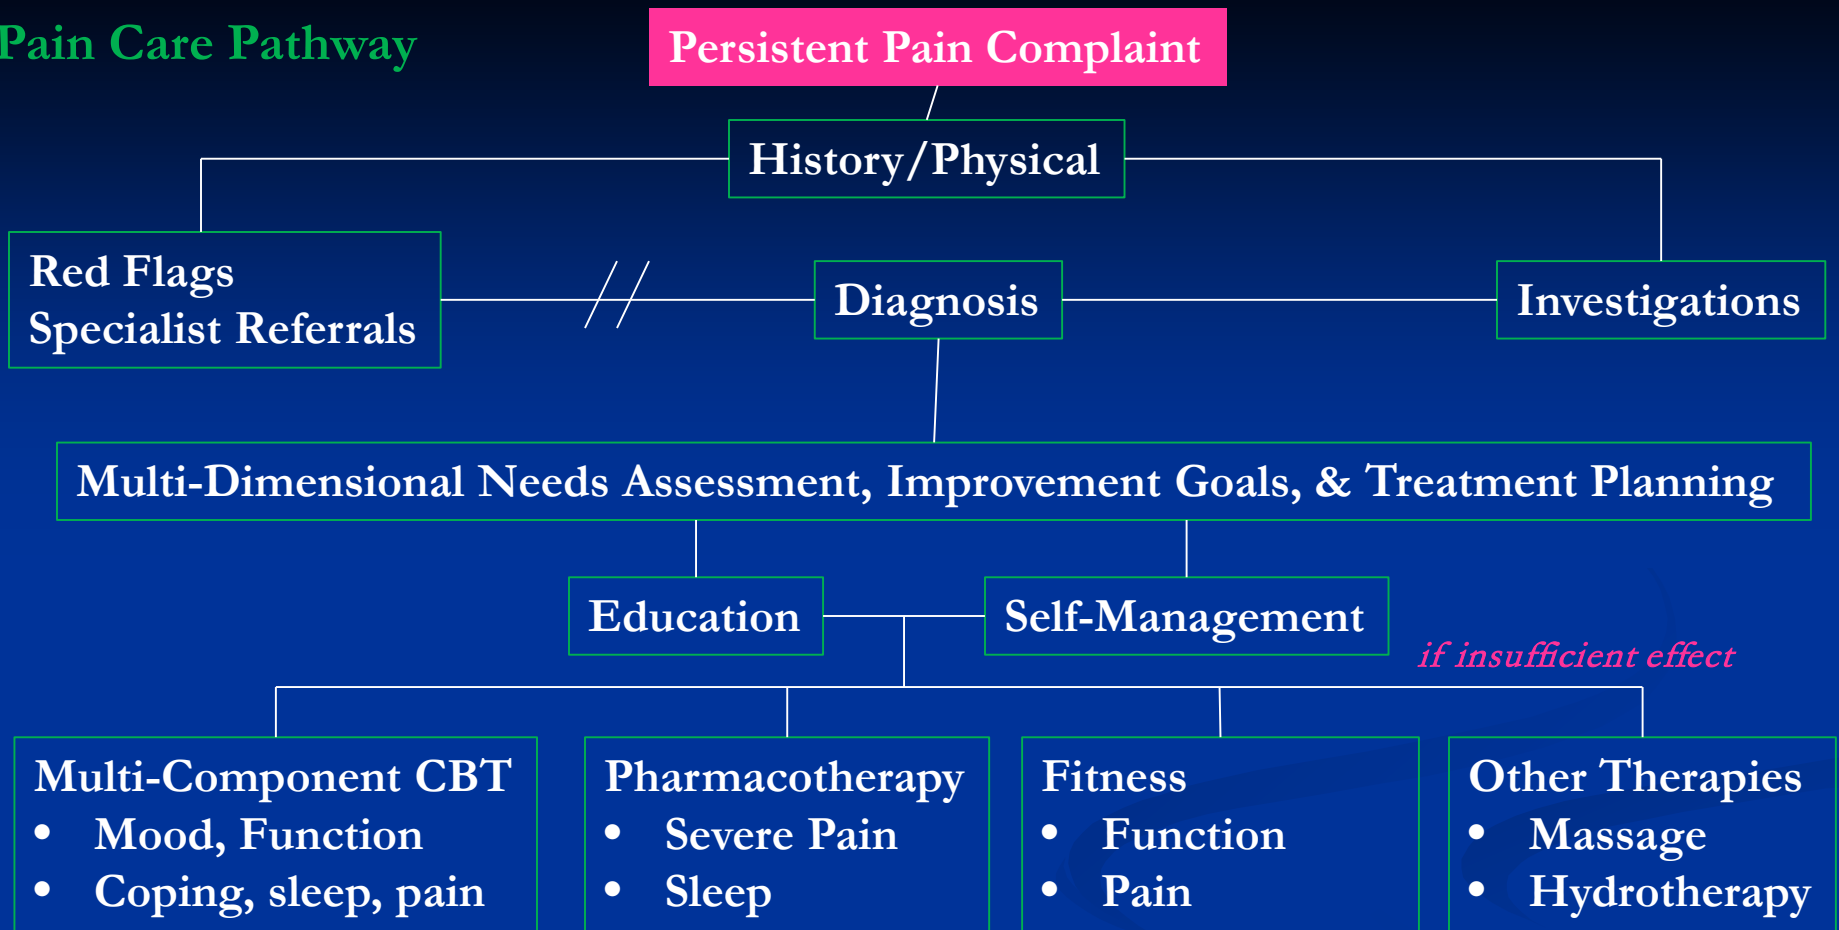 Pain Care Pathway
Persistent Pain Complaint
History/Physical
Red Flags
Specialist Referrals
Diagnosis
Investigations
Multi-Dimensional Needs Assessment, Improvement Goals, & Treatment Planning
Education
Self-Management
if insufficient effect
Multi-Component CBT
• Mood, Function
• Coping, sleep, pain
Pharmacotherapy
• Severe Pain
• Sleep
Fitness
• Function
• Pain
Other Therapies
• Massage
• Hydrotherapy